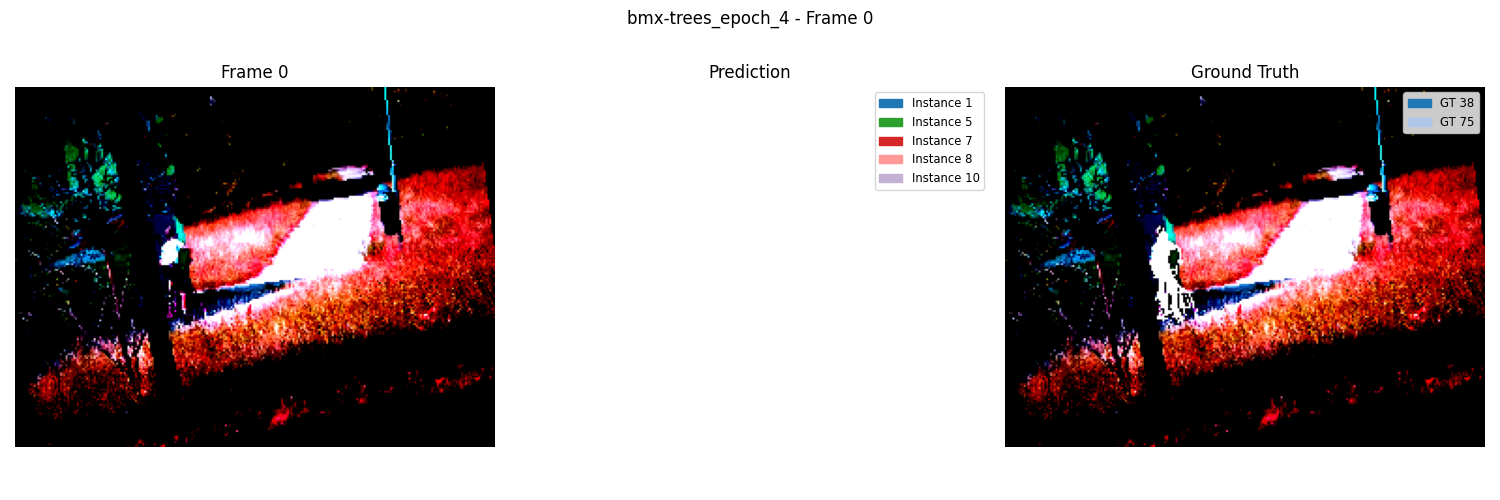 bmx-trees_epoch_4 - Frame 0
Frame 0
Prediction
Ground Truth
Instance 1
Instance 5
Instance 7
Instance 8
Instance 10
GT 38
GT 75